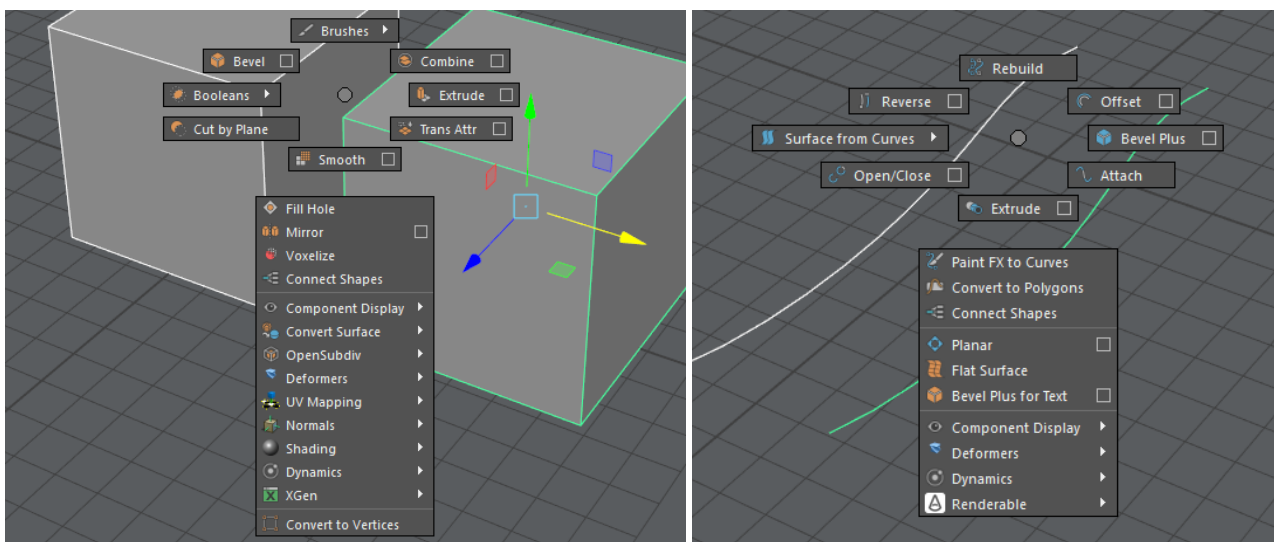 Brushes
Bevel
Combine
Booleans
Extrude
Cut by Plane
Trans Attr
Smooth
Fill Hole
Mirror
Voxelize
Connect Shapes
Component Display
Convert Surface
OpenSubdiv
Deformers
UV Mapping
Normals
Shading
Dynamics
XGen
Convert to Vertices
Rebuild
Reverse
Offset
Surface from Curves
Bevel Plus
Open/Close
Attach
Extrude
Paint FX to Curves
Convert to Polygons
Connect Shapes
Planar
Flat Surface
Bevel Plus for Text
Component Display
Deformers
Dynamics
Renderable